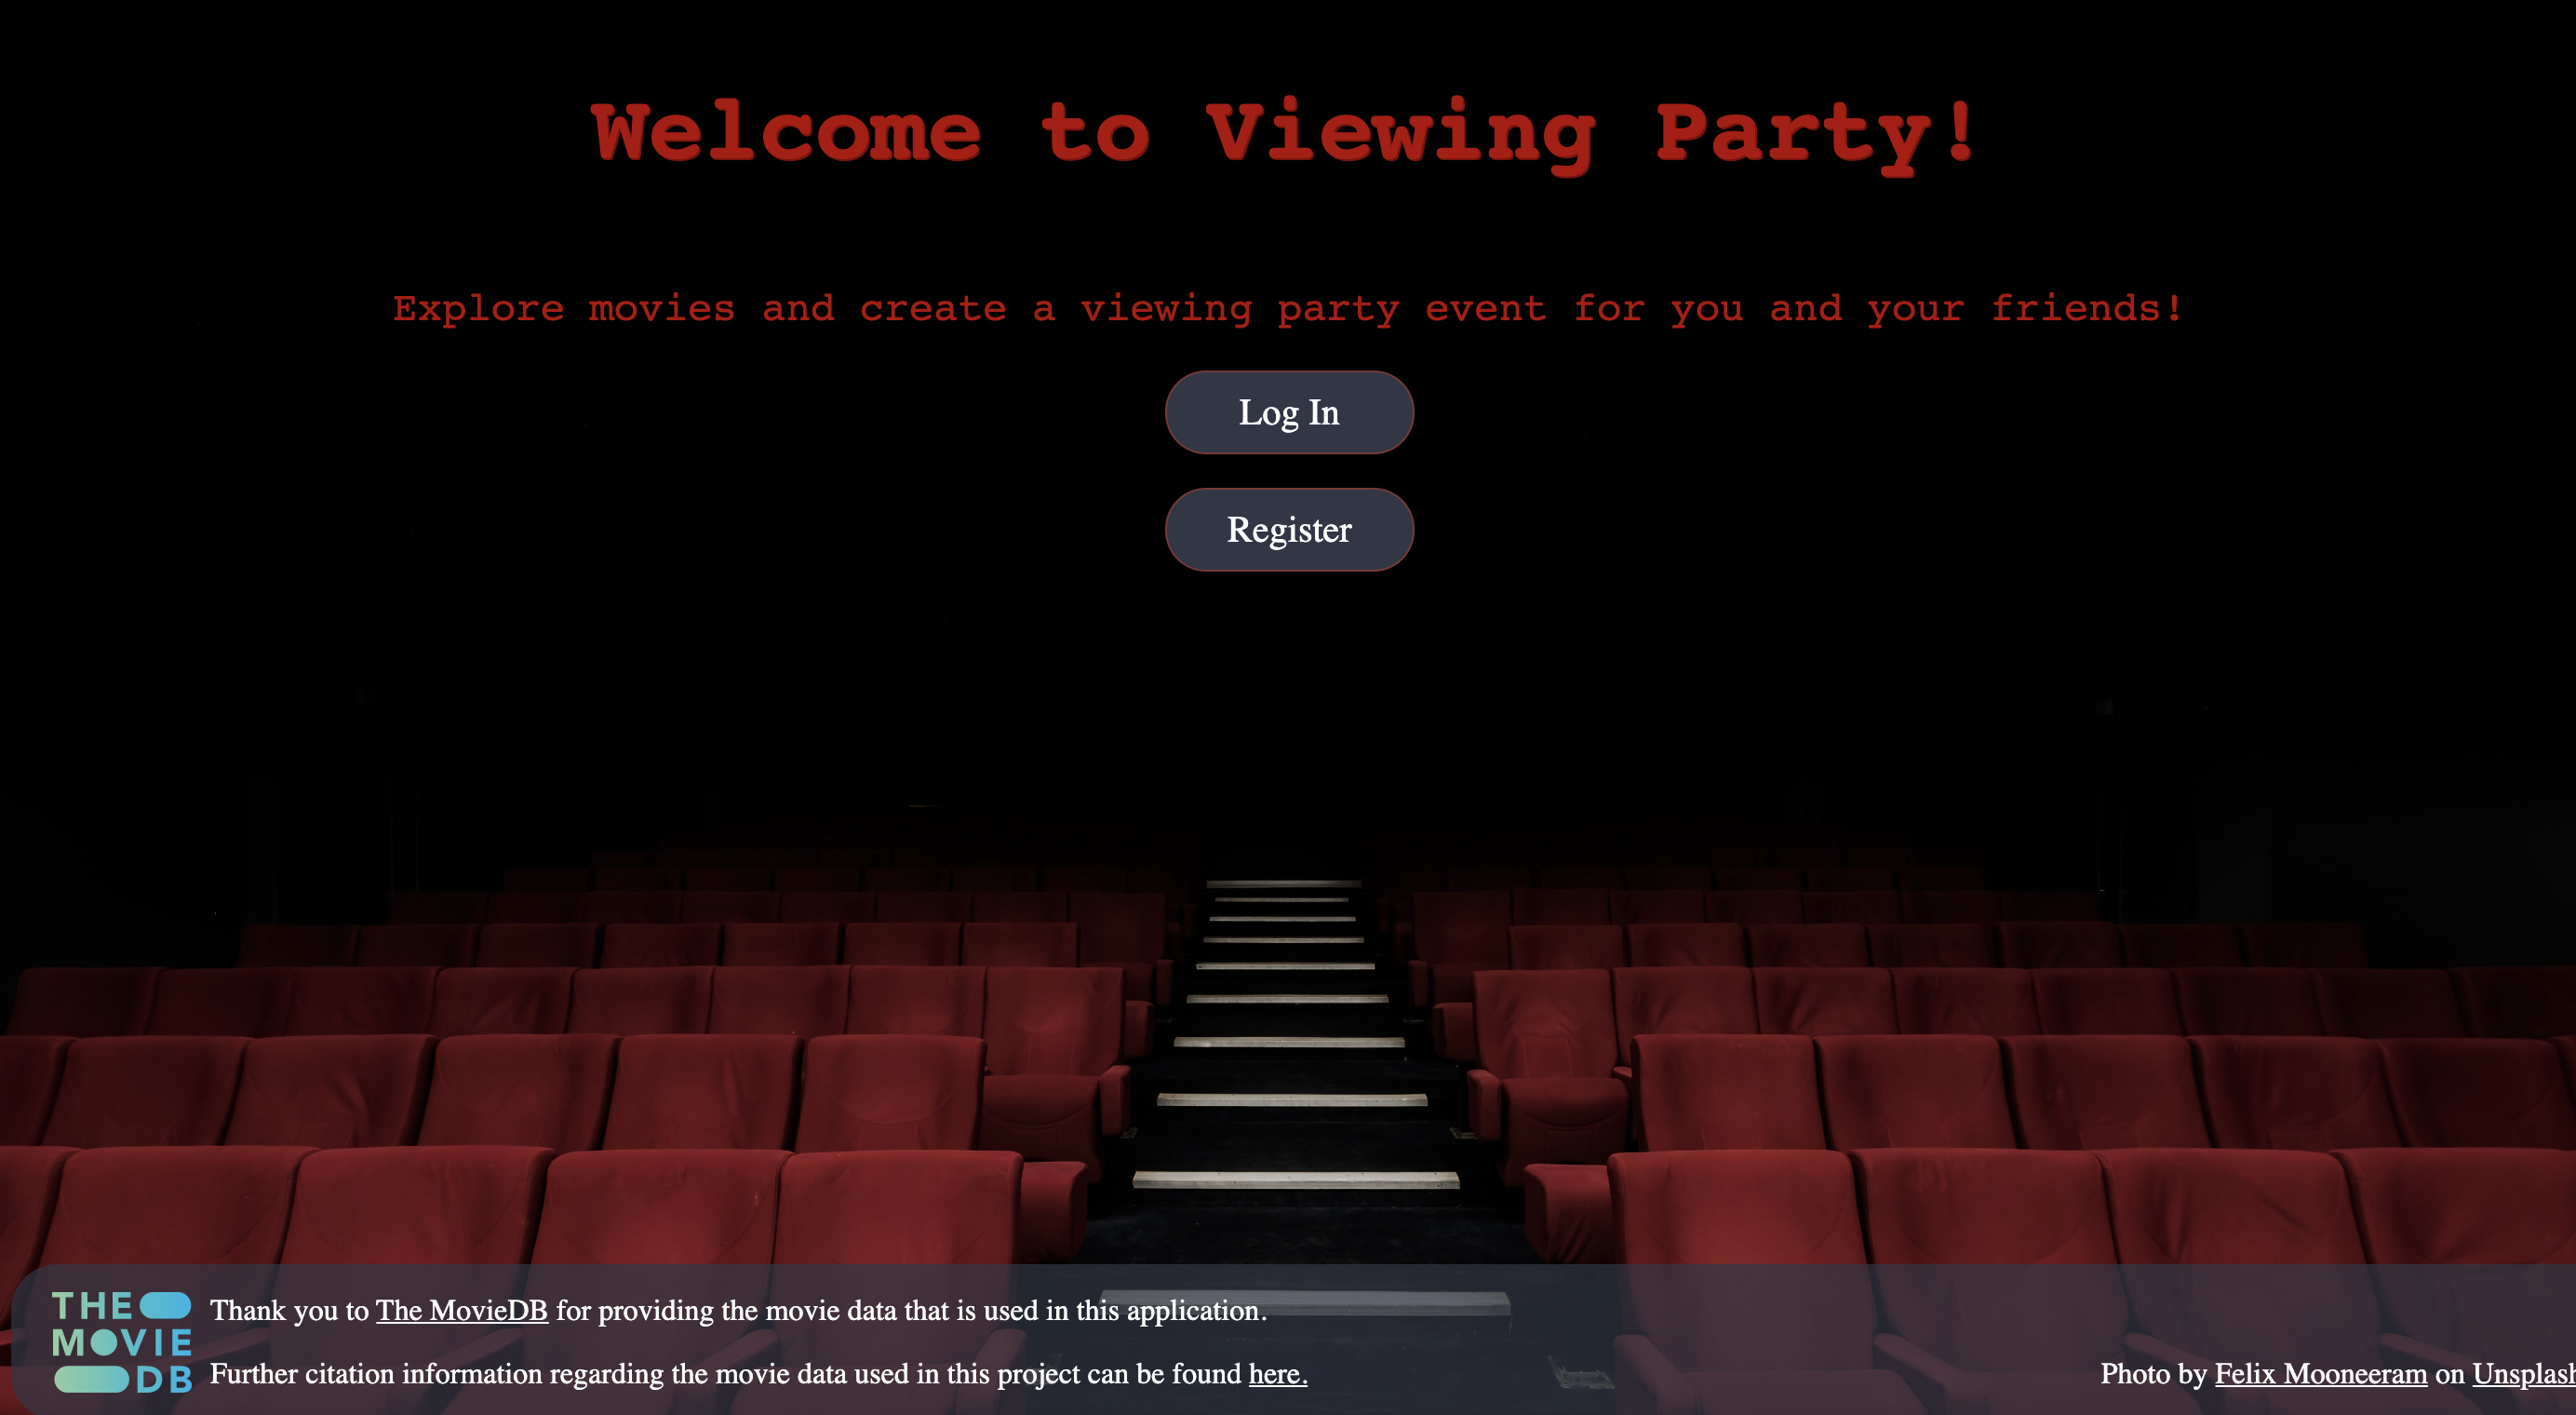 Welcome to Viewing Party!
Explore movies and create a viewing party event for you and your friends!
Log In
Register
THE
MOVIE
DB
Thank you to The MovieDB for providing the movie data that is used in this application.
Further citation information regarding the movie data used in this project can be found here.
Photo by Felix Mooneeram on Unsplash